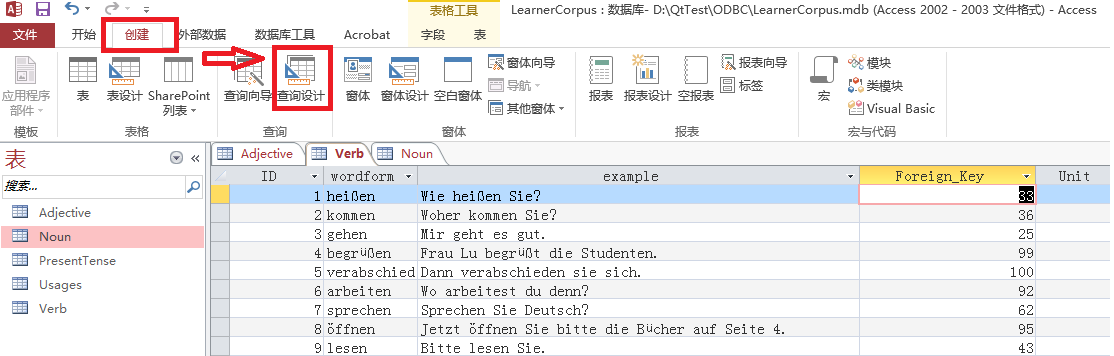 表格工具
LearnerCorpus : 数据库- D:\QtTest\ODBC\LearnerCorpus.mdb (Access 2002 - 2003 文件格式) - Access
文件 开始 创建 外部数据 数据库工具 Acrobat 字段 表
应用程序部件 表 表设计 SharePoint 列表 查询向导 查询设计 窗体 窗体设计 空白窗体 窗体向导 导航 其他窗体 报表 报表设计 空报表 报表向导 标签 宏 模块 类模块 Visual Basic
模板 表格 查询 窗体 报表 宏与代码
表 «
搜索...
Adjective
Noun
PresentTense
Usages
Verb
Adjective Verb Noun
ID wordform example Foreign_Key Unit
1 heißen Wie heißen Sie? 33
2 kommen Woher kommen Sie? 36
3 gehen Mir geht es gut. 25
4 begrüßen Frau Lu begrüßt die Studenten. 99
5 verabschied Dann verabschieden sie sich. 100
6 arbeiten Wo arbeitest du denn? 92
7 sprechen Sprechen Sie Deutsch? 62
8 öffnen Jetzt öffnen Sie bitte die Bücher auf Seite 4. 95
9 lesen Bitte lesen Sie. 43